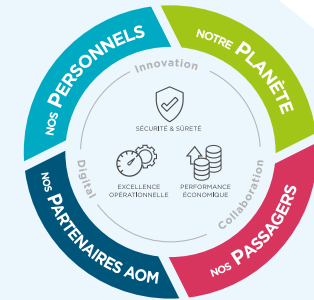 NOS PERSONNELS
NOTRE PLANÈTE
Innovation
SÉCURITÉ & SÛRETÉ
Digital
EXCELLENCE
OPÉRATIONNELLE
PERFORMANCE
ÉCONOMIQUE
Collaboration
NOS PARTENAIRES AOM
NOS PASSAGERS